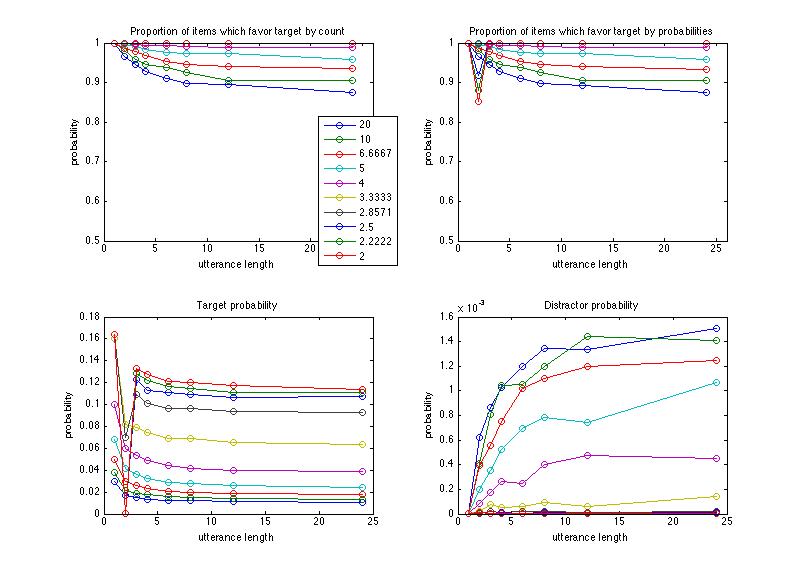 Proportion of items which favor target by count
1
0.9
0.8
0.7
0.6
0.5
0 5 10 15 20
probability
utterance length
20
10
6.6667
5
4
3.3333
2.8571
2.5
2.2222
2
Proportion of items which favor target by probabilities
1
0.9
0.8
0.7
0.6
0.5
0 5 10 15 20 25
probability
utterance length
Target probability
0.18
0.16
0.14
0.12
0.1
0.08
0.06
0.04
0.02
0
0 5 10 15 20 25
probability
utterance length
Distractor probability
x 10-3
1.6
1.4
1.2
1
0.8
0.6
0.4
0.2
0
0 5 10 15 20 25
probability
utterance length